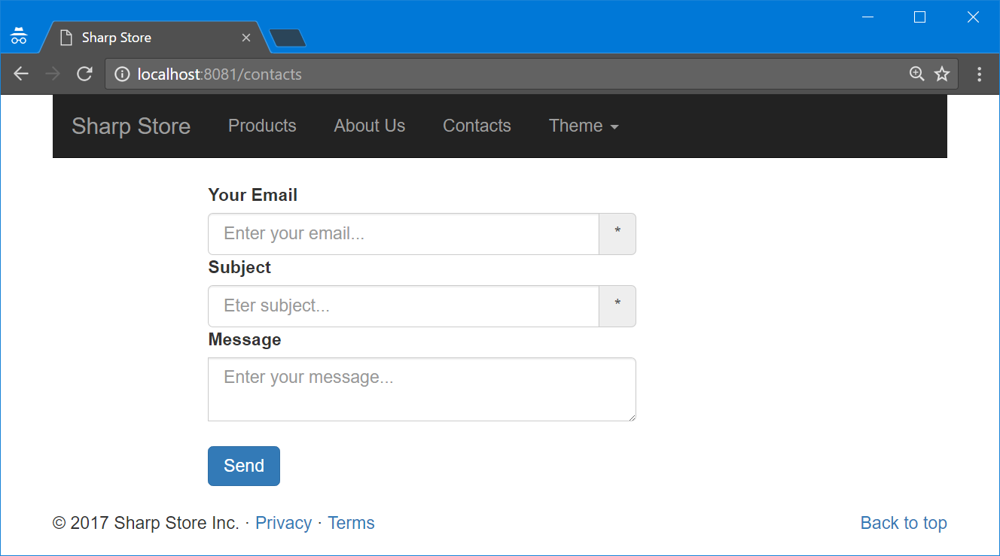 Sharp Store
localhost:8081/contacts
Sharp Store Products About Us Contacts Theme
Your Email
Enter your email... *
Subject
Eter subject... *
Message
Enter your message...
Send
© 2017 Sharp Store Inc. · Privacy · Terms Back to top